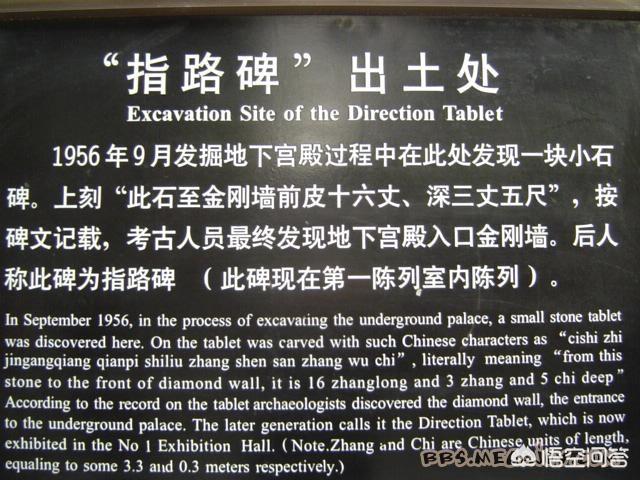 “指路碑”出土处
Excavation Site of the Direction Tablet
1956年9月发掘地下宫殿过程中在此处发现一块小石
碑。上刻“此石至金刚墙前皮十六丈、深三丈五尺”，按
碑文记载，考古人员最终发现地下宫殿入口金刚墙。后人
称此碑为指路碑 （此碑现在第一陈列室内陈列）。
In September 1956, in the process of excavating the underground palace, a small stone tablet
was discovered here. On the tablet was carved with such Chinese characters as “cishi zhi
jingangqiang qianpi shiliu zhang shen san zhang wu chi”, literally meaning “from this
stone to the front of diamond wall, it is 16 zhanglong and 3 zhang and 5 chi deep”
According to the record on the tablet archaeologists discovered the diamond wall, the entrance
to the underground palace. The later generation calls it the Direction Tablet, which is now
exhibited in the No 1 Exhibition Hall. (Note.Zhang and Chi are Chinese units of length,
equaling to some 3.3 and 0.3 meters respectively.)
悟空问答